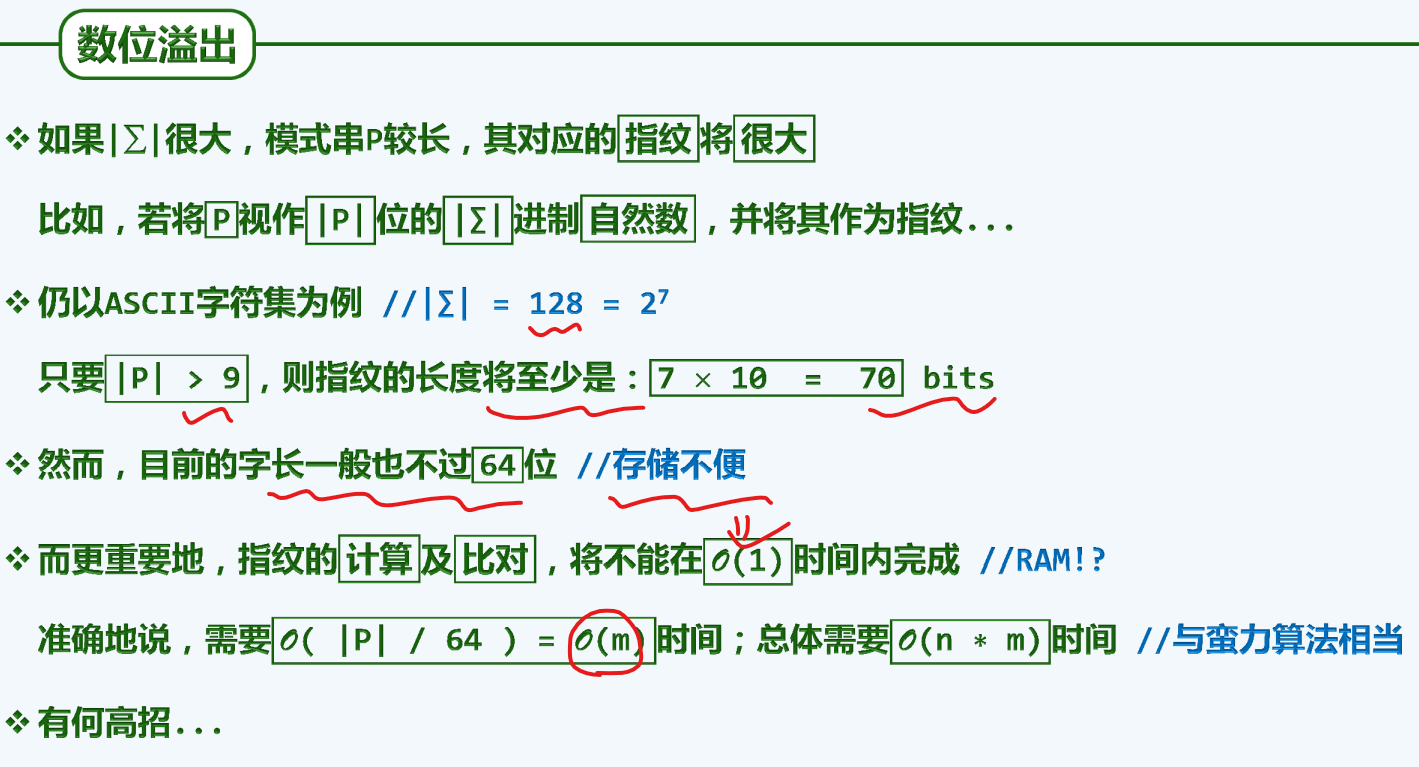 数位溢出
❖ 如果|∑|很大，模式串P较长，其对应的指纹将很大
比如，若将P视作|P|位的|∑|进制自然数，并将其作为指纹...
❖ 仍以ASCII字符集为例 //|∑| = 128 = 2⁷
只要|P| > 9，则指纹的长度将至少是：7 × 10 = 70 bits
❖ 然而，目前的字长一般也不过64位 //存储不便
❖ 而更重要地，指纹的计算及比对，将不能在O(1)时间内完成 //RAM!?
准确地说，需要O( |P| / 64 ) = O(m)时间；总体需要O(n * m)时间 //与蛮力算法相当
❖ 有何高招...